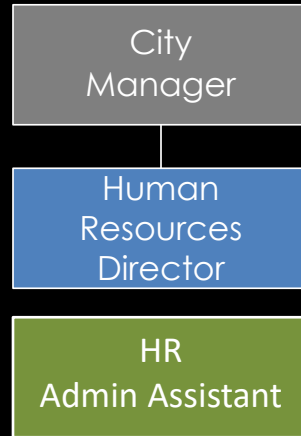 City
Manager
Human
Resources
Director
HR
Admin Assistant